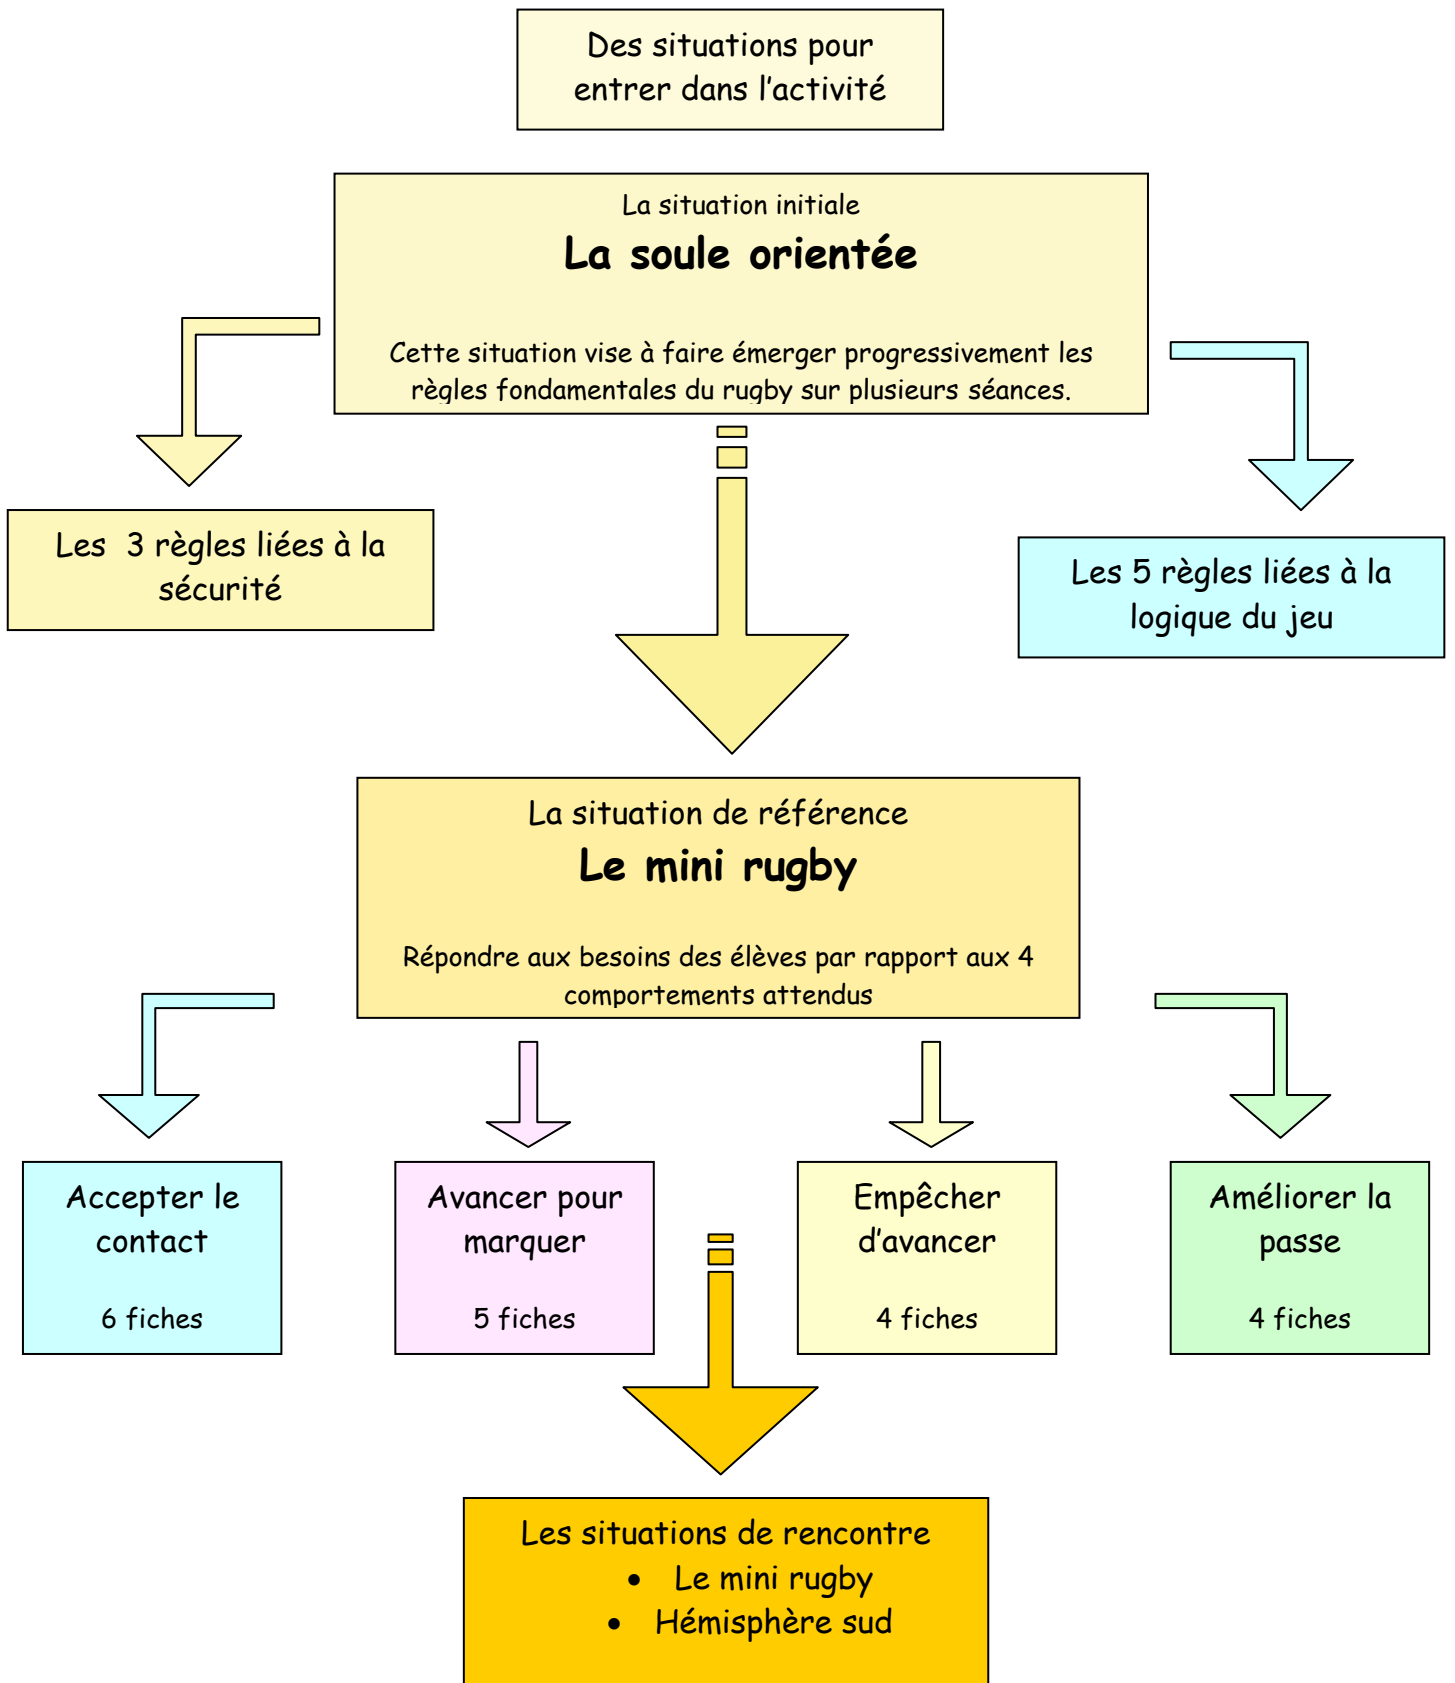 Des situations pour
entrer dans l'activité
La situation initiale
La soule orientée
Cette situation vise à faire émerger progressivement les
règles fondamentales du rugby sur plusieurs séances.
Les 3 règles liées à la
sécurité
Les 5 règles liées à la
logique du jeu
La situation de référence
Le mini rugby
Répondre aux besoins des élèves par rapport aux 4
comportements attendus
Accepter le
contact
6 fiches
Avancer pour
marquer
5 fiches
Empêcher
d'avancer
4 fiches
Améliorer la
passe
4 fiches
Les situations de rencontre
• Le mini rugby
• Hémisphère sud